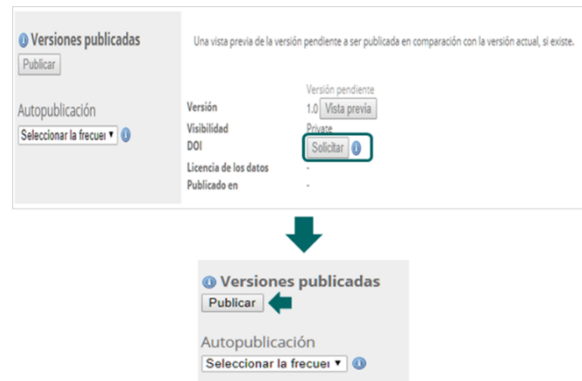 Versiones publicadas
Publicar
Autopublicación
Seleccionar la frecuer
Una vista previa de la versión pendiente a ser publicada en comparación con la versión actual, si existe.
Versión pendiente
Versión 1.0 Vista previa
Visibilidad Private
DOI Solicitar
Licencia de los datos -
Publicado en -
Versiones publicadas
Publicar
Autopublicación
Seleccionar la frecuer